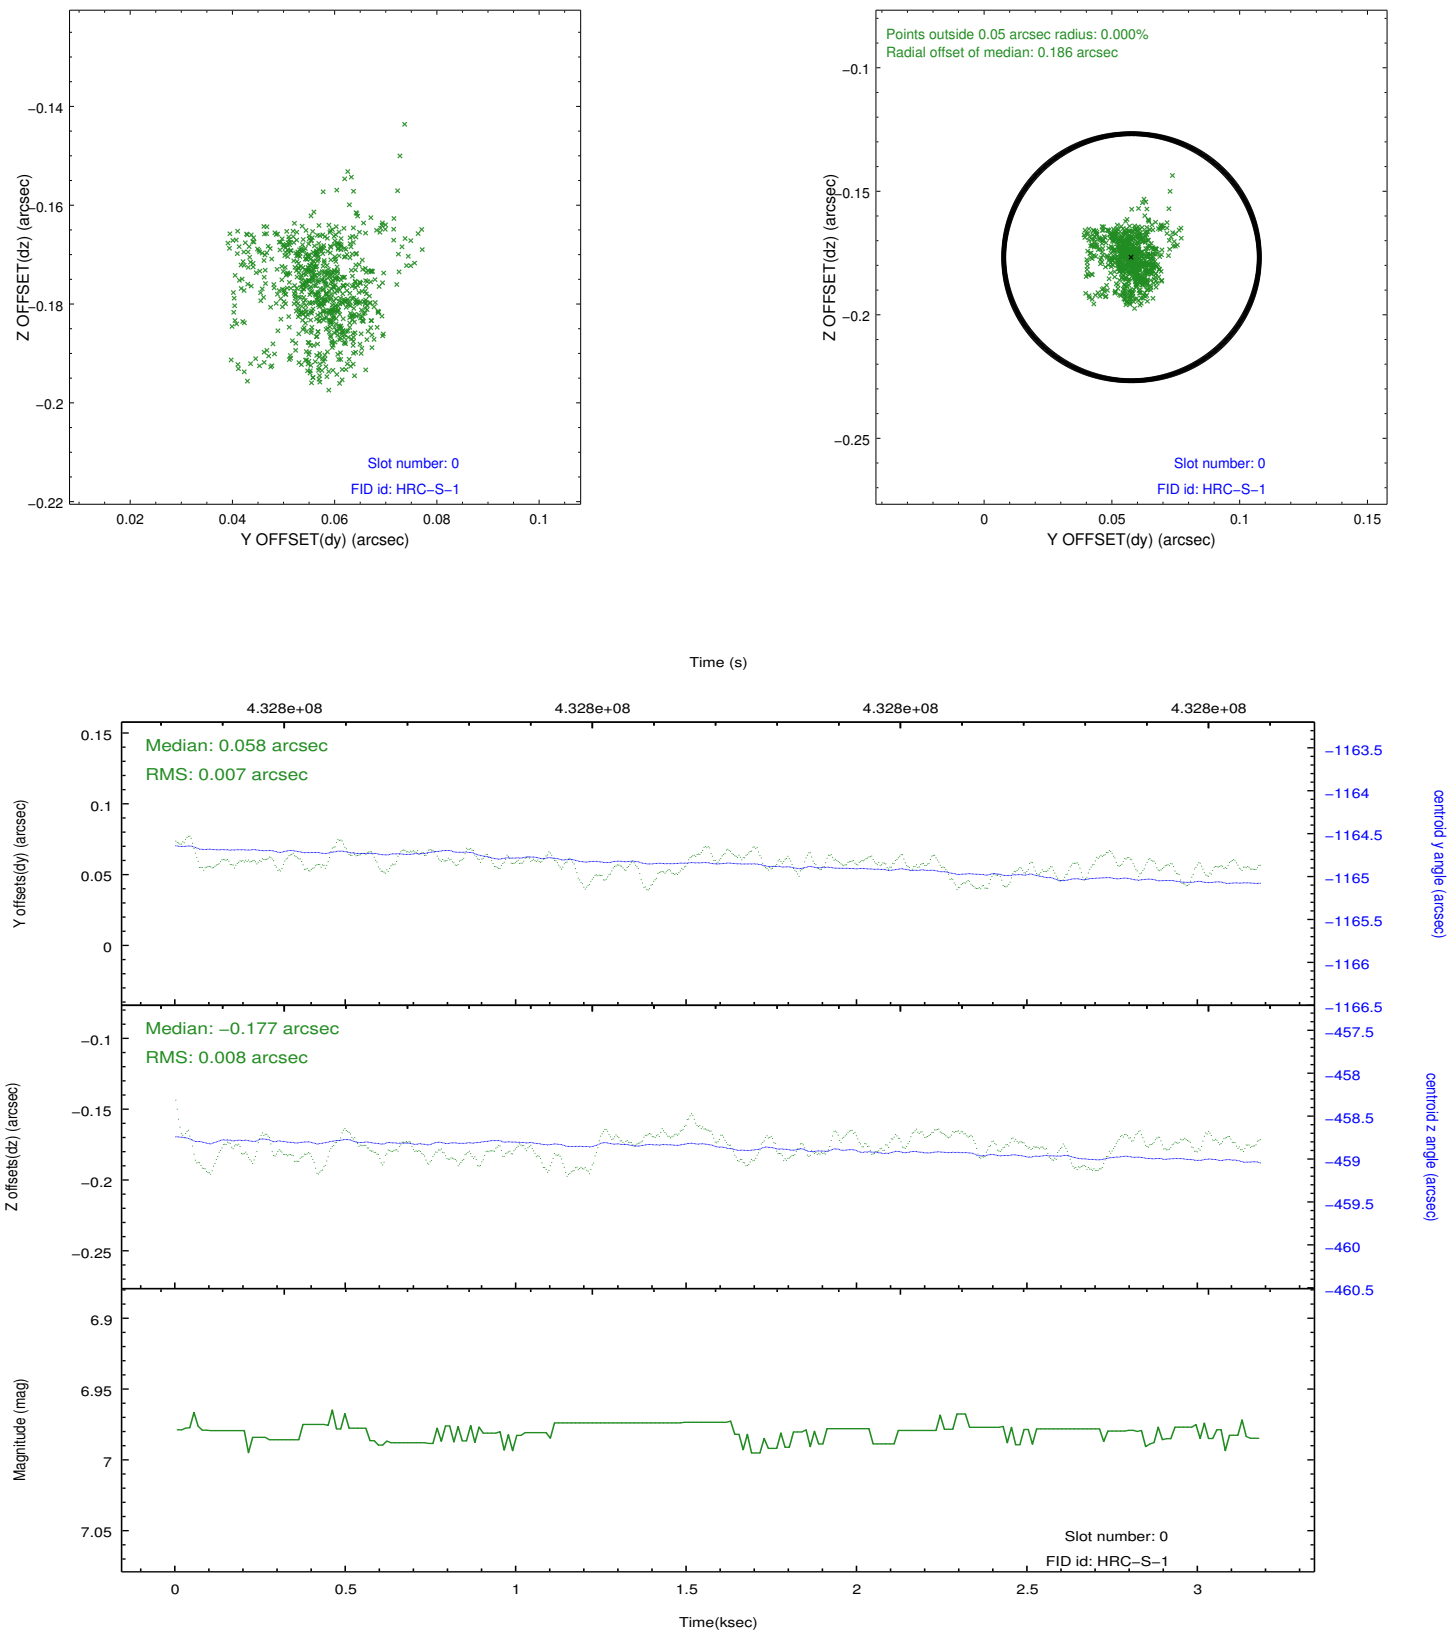 −0.14
−0.16
−0.18
−0.2
−0.22
Z OFFSET(dz) (arcsec)
Slot number: 0
FID id: HRC−S−1
0.02 0.04 0.06 0.08 0.1
Y OFFSET(dy) (arcsec)
Points outside 0.05 arcsec radius: 0.000%
Radial offset of median: 0.186 arcsec
−0.1
−0.15
−0.2
−0.25
Z OFFSET(dz) (arcsec)
Slot number: 0
FID id: HRC−S−1
0 0.05 0.1 0.15
Y OFFSET(dy) (arcsec)
Time (s)
4.328e+08 4.328e+08 4.328e+08 4.328e+08
Median: 0.058 arcsec
RMS: 0.007 arcsec
0.15
0.1
0.05
0
Y offsets(dy) (arcsec)
−1163.5
−1164
−1164.5
−1165
−1165.5
−1166
−1166.5
centroid y angle (arcsec)
Median: −0.177 arcsec
RMS: 0.008 arcsec
−0.1
−0.15
−0.2
−0.25
Z offsets(dz) (arcsec)
−457.5
−458
−458.5
−459
−459.5
−460
−460.5
centroid z angle (arcsec)
6.9
6.95
7
7.05
Magnitude (mag)
Slot number: 0
FID id: HRC−S−1
0 0.5 1 1.5 2 2.5 3
Time(ksec)